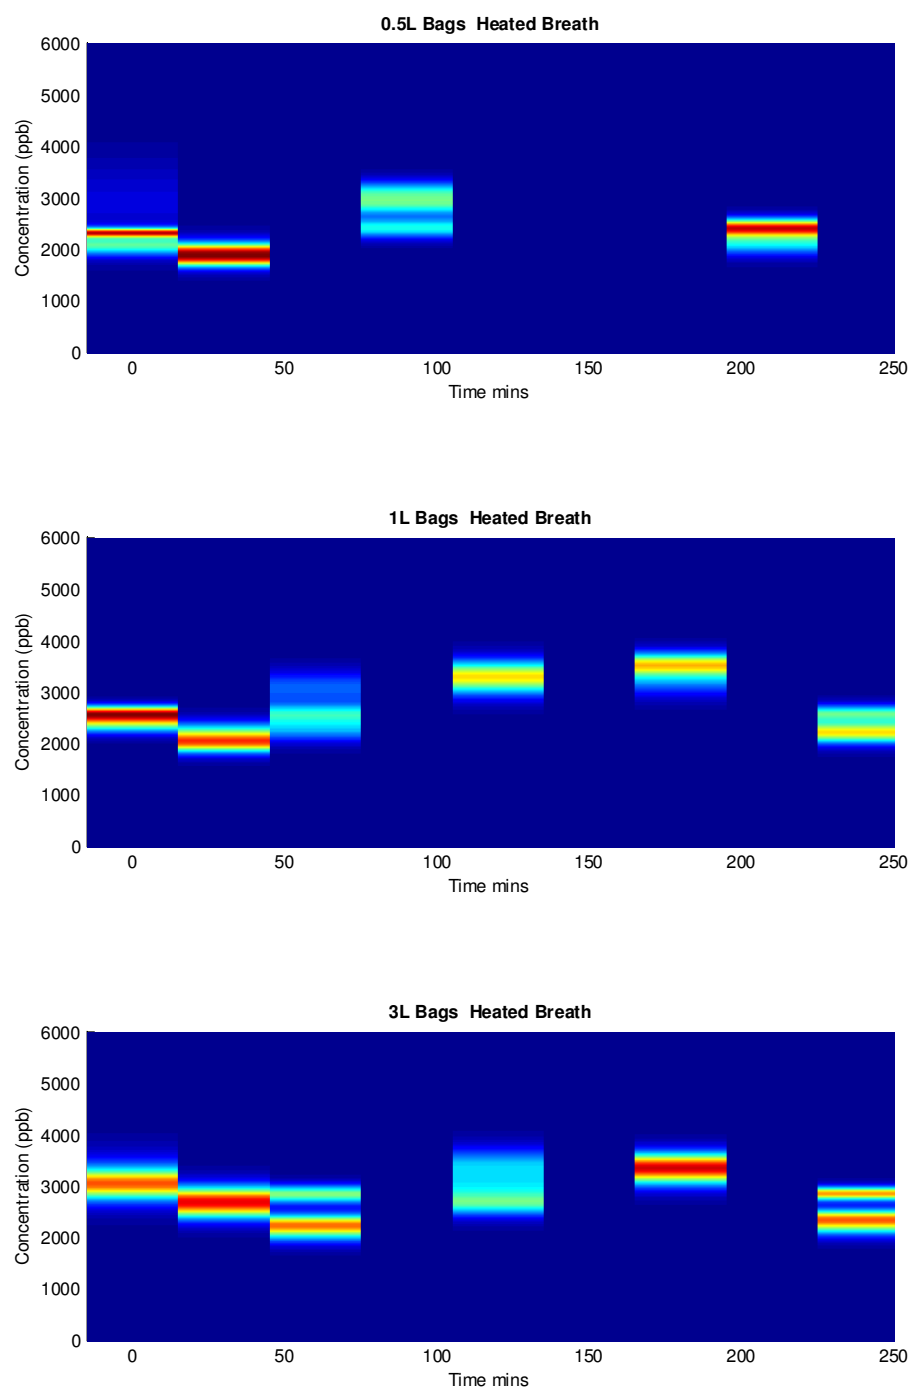 0.5L Bags  Heated Breath
6000
5000
4000
3000
2000
1000
0
Concentration (ppb)
0 50 100 150 200 250
Time mins
1L Bags  Heated Breath
6000
5000
4000
3000
2000
1000
0
Concentration (ppb)
0 50 100 150 200 250
Time mins
3L Bags  Heated Breath
6000
5000
4000
3000
2000
1000
0
Concentration (ppb)
0 50 100 150 200 250
Time mins